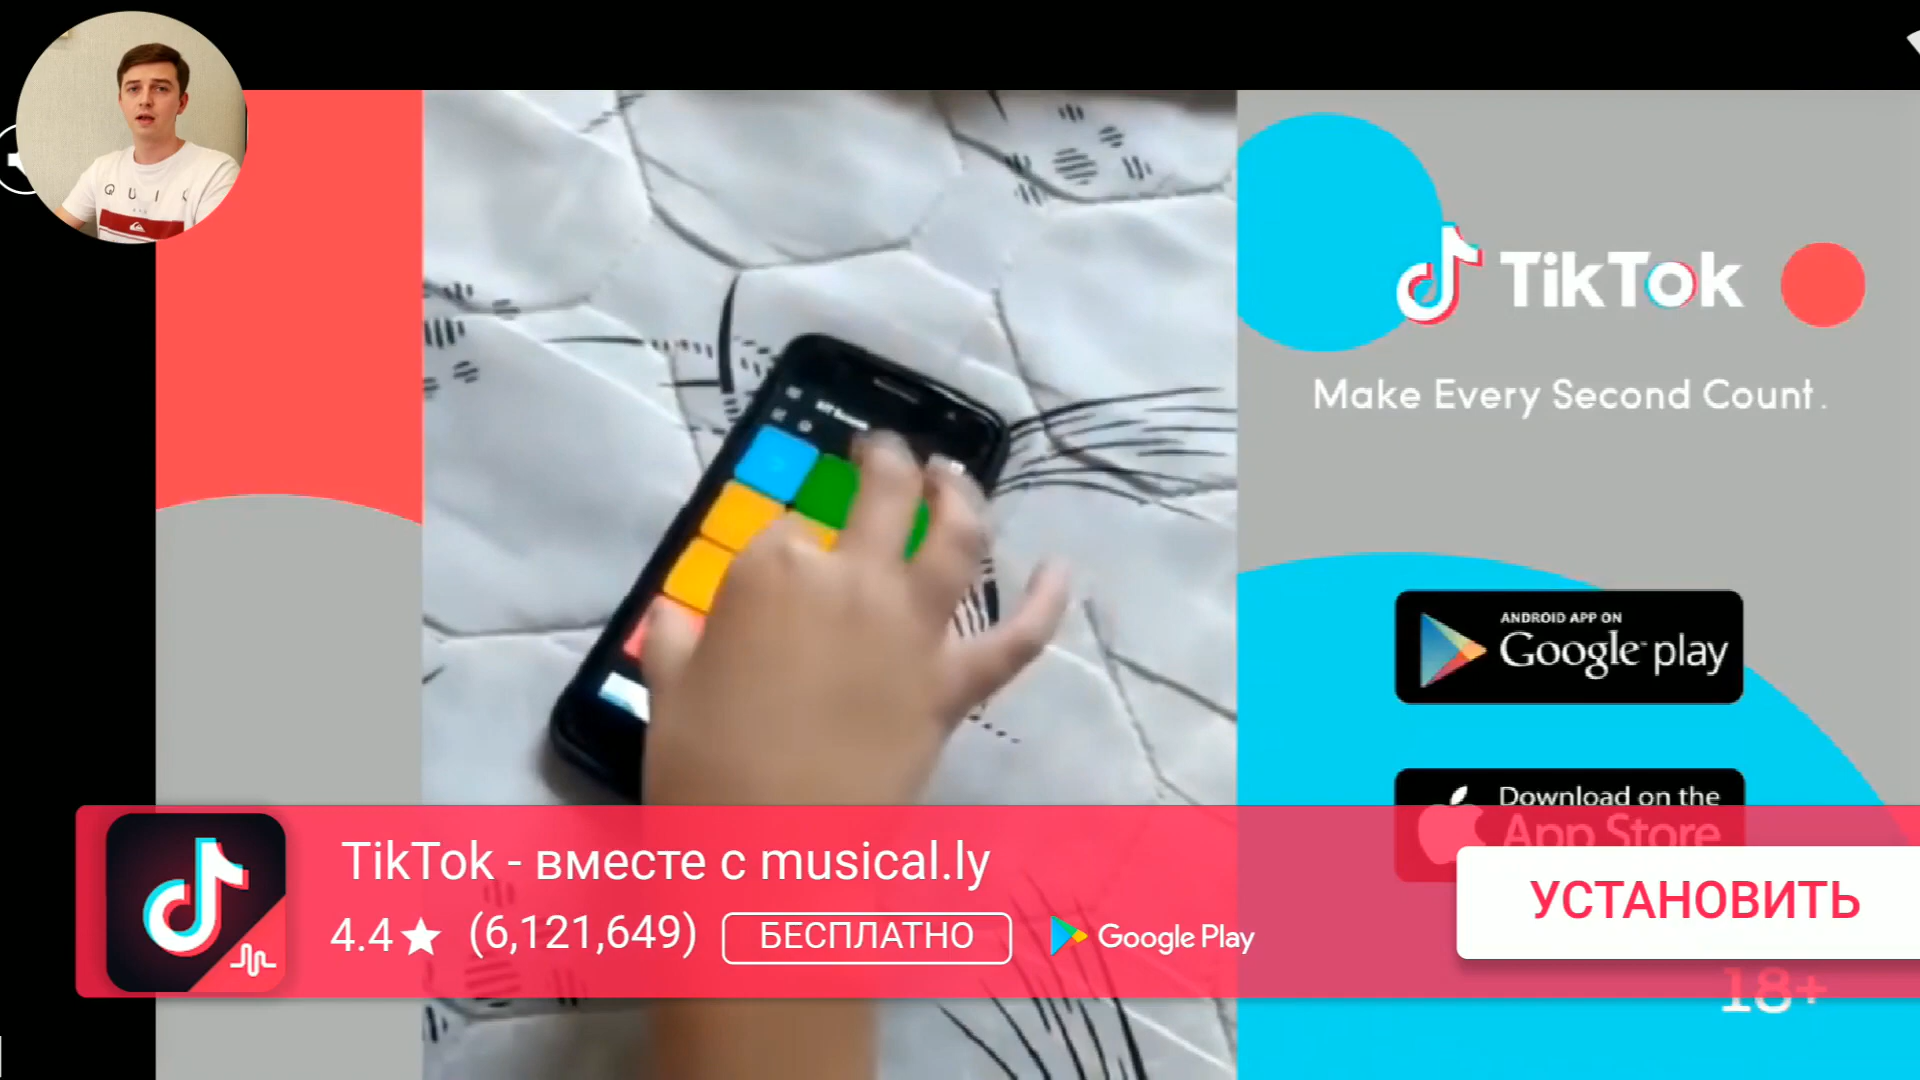 QUI
TikTok
Make Every Second Count.
ANDROID APP ON
Google play
Download on the
App Store
TikTok - вместе с musical.ly
4.4★ (6,121,649) БЕСПЛАТНО Google Play
УСТАНОВИТЬ
18+